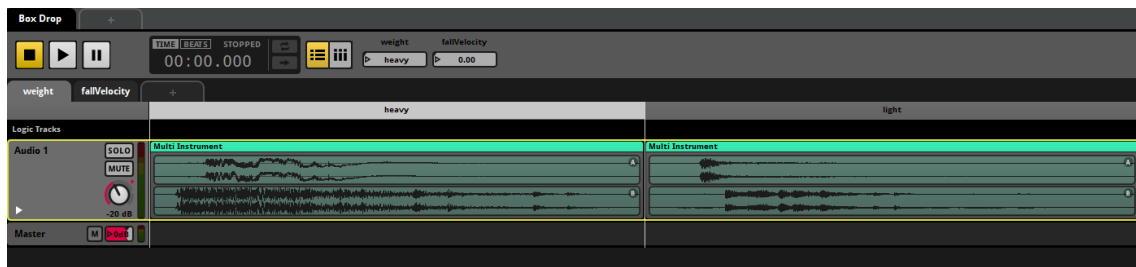 Box Drop +
TIME BEATS STOPPED
00:00.000
weight fallVelocity
heavy 0.00
weight fallVelocity +
heavy light
Logic Tracks
Audio 1 SOLO
MUTE
-20 dB
Multi Instrument Multi Instrument
A A
B B
Master M 0dB